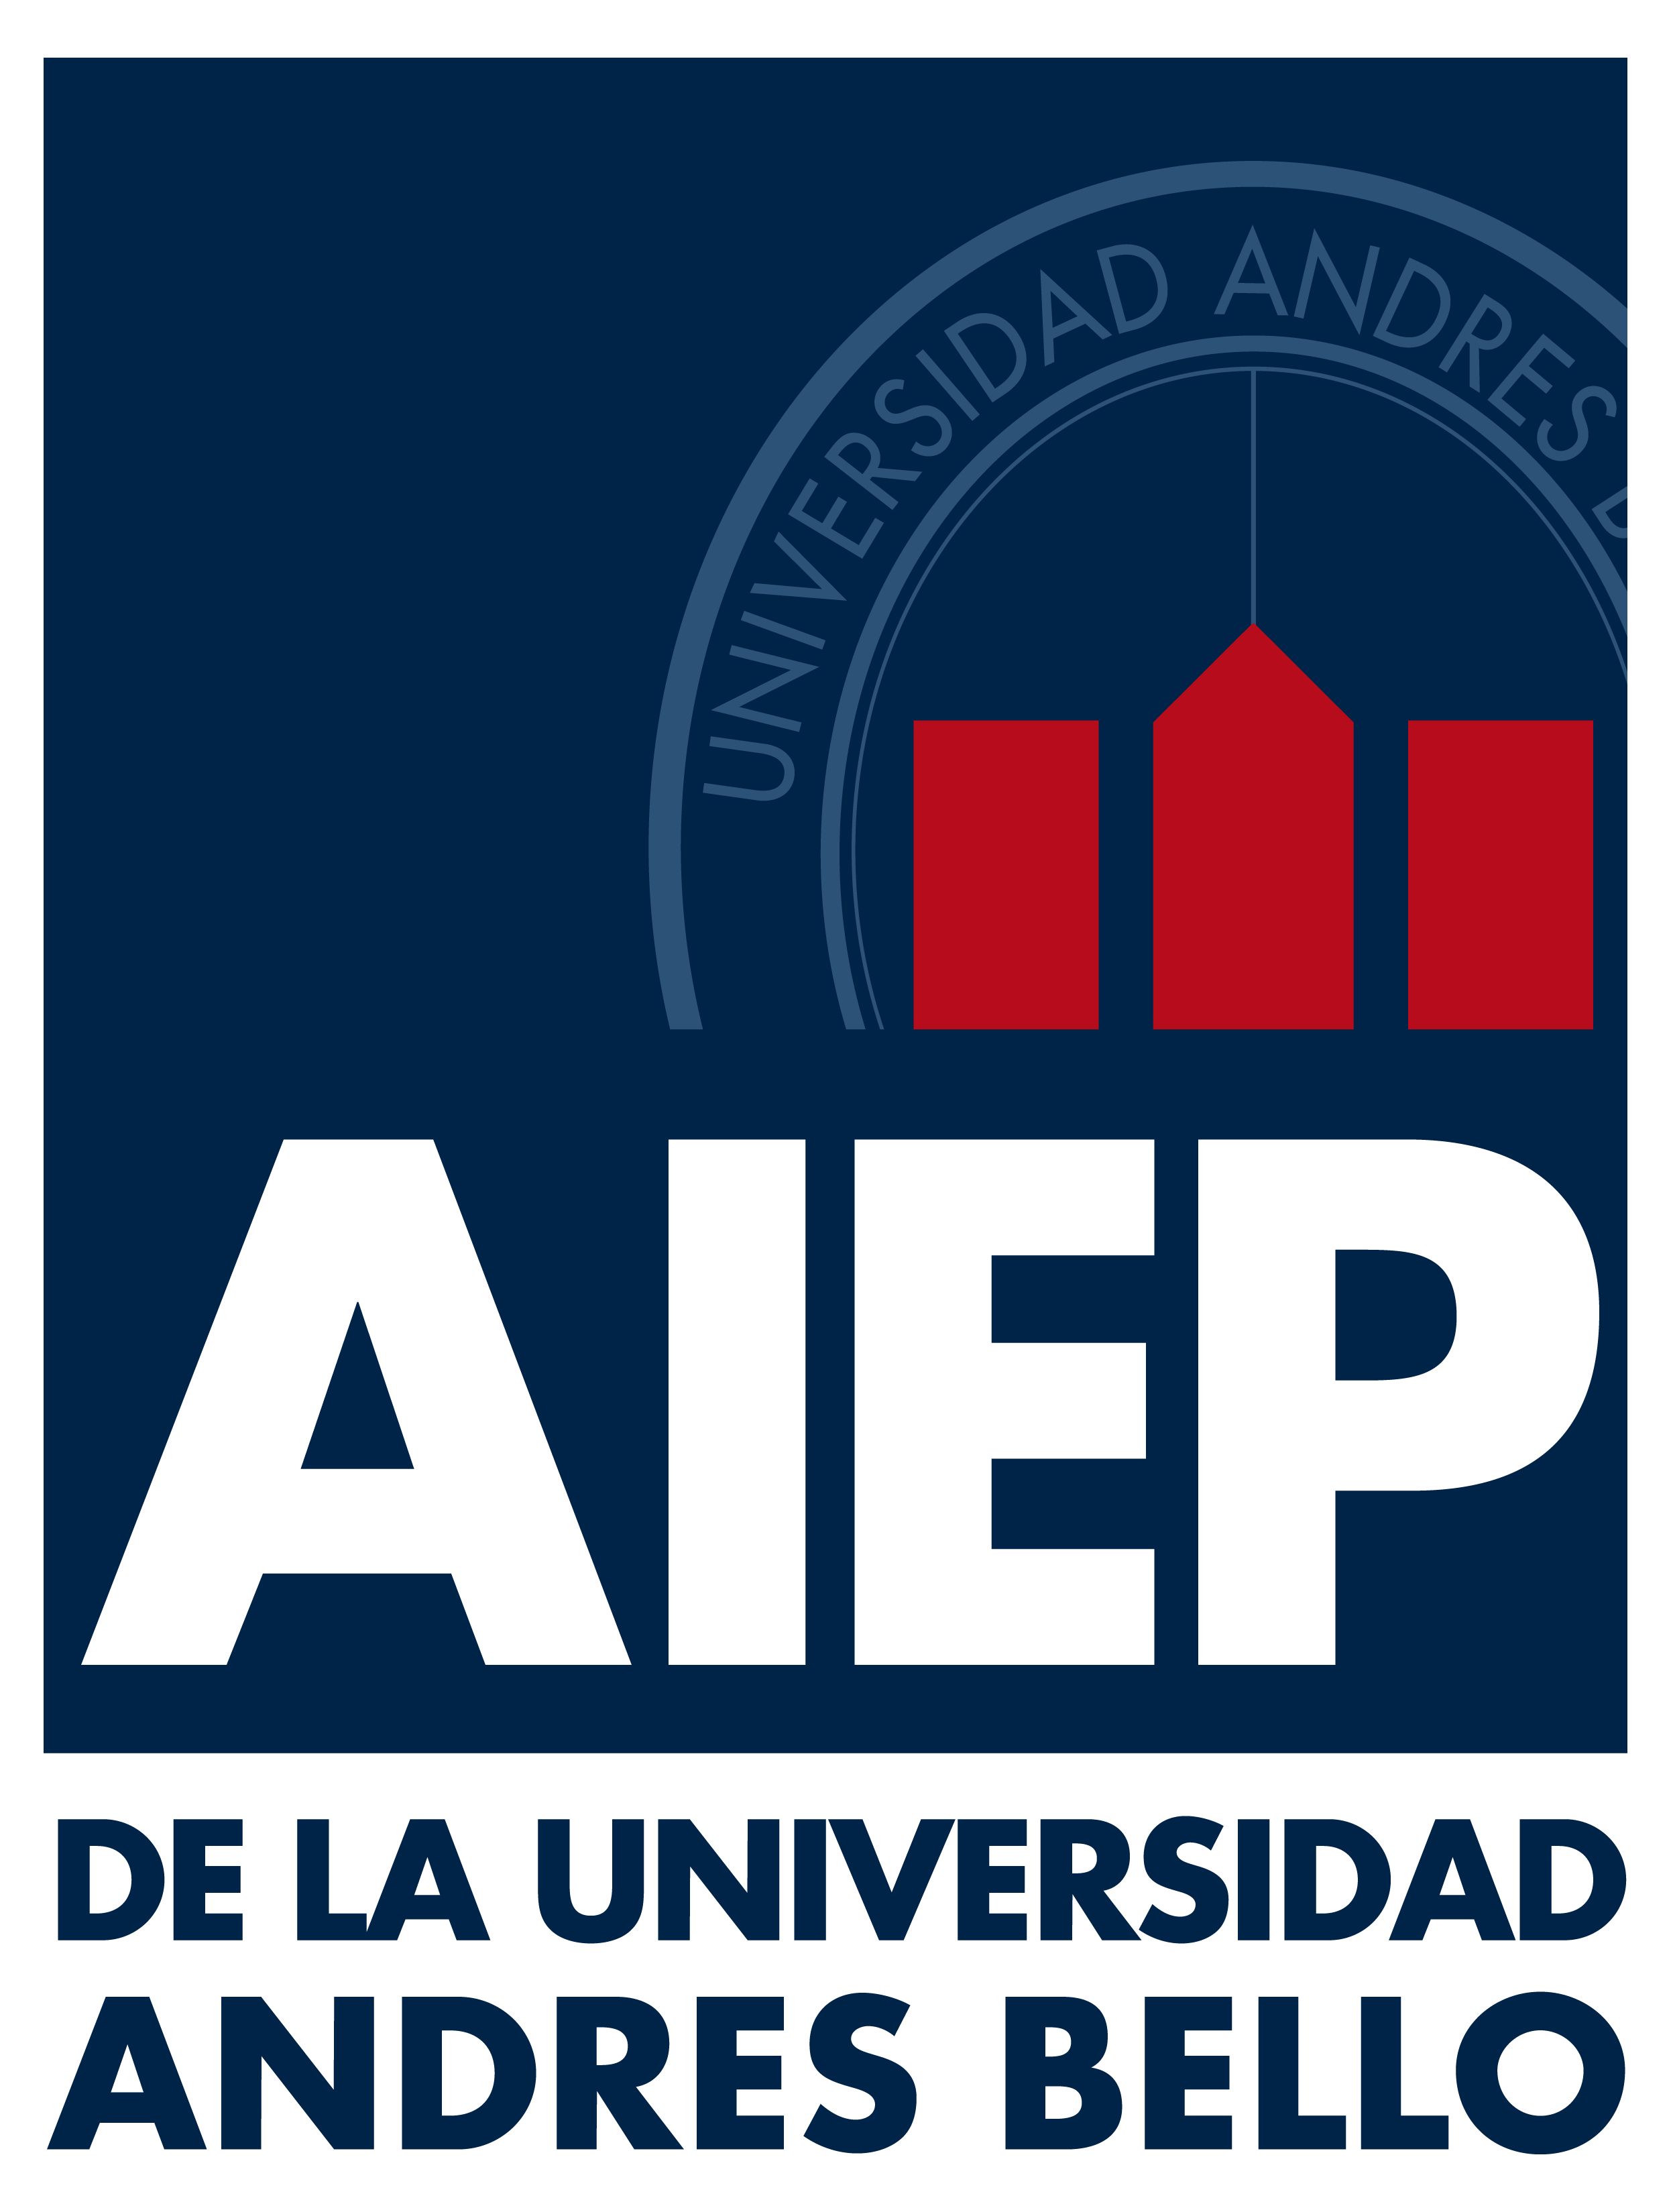 UNIVERSIDAD ANDRES
AIEP
DE LA UNIVERSIDAD
ANDRES BELLO